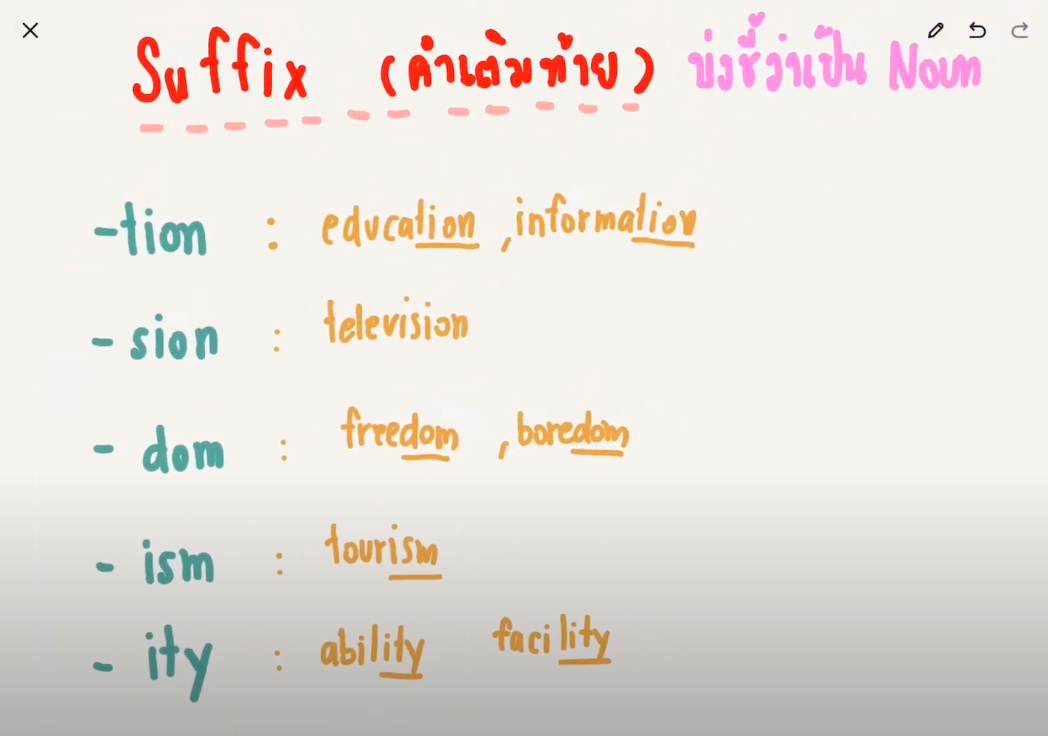 Suffix (คำเติมท้าย) บ่งชี้ว่าเป็น Noun
-tion : education, information
- sion : television
- dom : freedom, boredom
- ism : tourism
- ity : ability facility